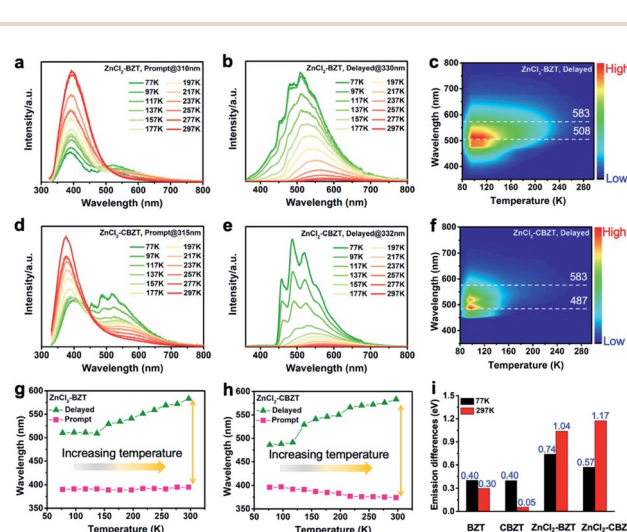 a
ZnCl2-BZT, Prompt@310nm
77K 197K
97K 217K
117K 237K
137K 257K
157K 277K
177K 297K
Intensity/a.u.
300 400 500 600 700 800
Wavelength (nm)
b
ZnCl2-BZT, Delayed@330nm
77K 197K
97K 217K
117K 237K
137K 257K
157K 277K
177K 297K
Intensity/a.u.
400 500 600 700 800
Wavelength (nm)
c
ZnCl2-BZT, Delayed
High
800
700
600
500
400
583
508
Low
Wavelength (nm)
80 120 160 200 240 280
Temperature (K)
d
ZnCl2-CBZT, Prompt@315nm
77K 197K
97K 217K
117K 237K
137K 257K
157K 277K
177K 297K
Intensity/a.u.
300 400 500 600 700 800
Wavelength (nm)
e
ZnCl2-CBZT, Delayed@332nm
77K 197K
97K 217K
117K 237K
137K 257K
157K 277K
177K 297K
Intensity/a.u.
400 500 600 700 800
Wavelength (nm)
f
ZnCl2-CBZT, Delayed
High
800
700
600
500
400
583
487
Low
Wavelength (nm)
80 120 160 200 240 280
Temperature (K)
g
ZnCl2-BZT
Delayed
Prompt
Increasing temperature
600
550
500
450
400
350
Wavelength (nm)
50 100 150 200 250 300
Temperature (K)
h
ZnCl2-CBZT
Delayed
Prompt
Increasing temperature
600
550
500
450
400
350
Wavelength (nm)
50 100 150 200 250 300
Temperature (K)
i
77K
297K
1.5
1.2
0.9
0.6
0.3
0.0
Emission differences (eV)
0.40 0.30 0.40 0.05 0.74 1.04 0.57 1.17
BZT CBZT ZnCl2-BZT ZnCl2-CBZT